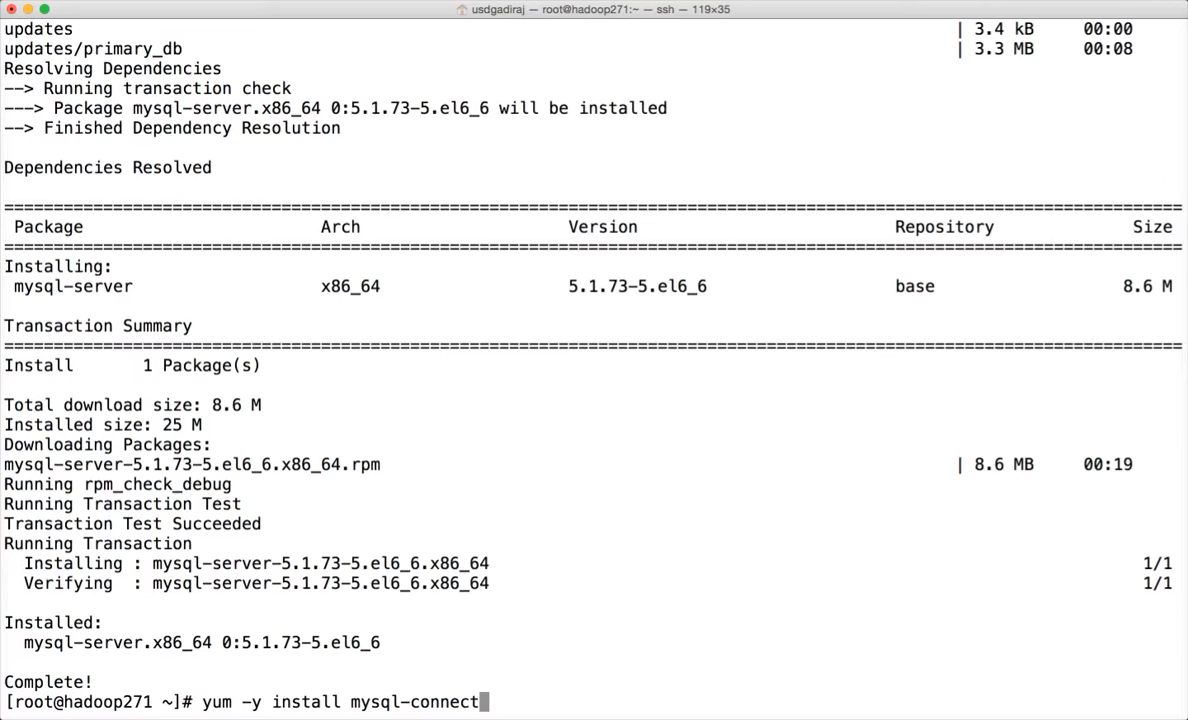 usdgadiraj — root@hadoop271:~ — ssh — 119×35
updates | 3.4 kB 00:00
updates/primary_db | 3.3 MB 00:08
Resolving Dependencies
--> Running transaction check
---> Package mysql-server.x86_64 0:5.1.73-5.el6_6 will be installed
--> Finished Dependency Resolution
Dependencies Resolved
=======================================================================================================================
Package Arch Version Repository Size
=======================================================================================================================
Installing:
mysql-server x86_64 5.1.73-5.el6_6 base 8.6 M
Transaction Summary
=======================================================================================================================
Install 1 Package(s)
Total download size: 8.6 M
Installed size: 25 M
Downloading Packages:
mysql-server-5.1.73-5.el6_6.x86_64.rpm | 8.6 MB 00:19
Running rpm_check_debug
Running Transaction Test
Transaction Test Succeeded
Running Transaction
Installing : mysql-server-5.1.73-5.el6_6.x86_64 1/1
Verifying : mysql-server-5.1.73-5.el6_6.x86_64 1/1
Installed:
mysql-server.x86_64 0:5.1.73-5.el6_6
Complete!
[root@hadoop271 ~]# yum -y install mysql-connect